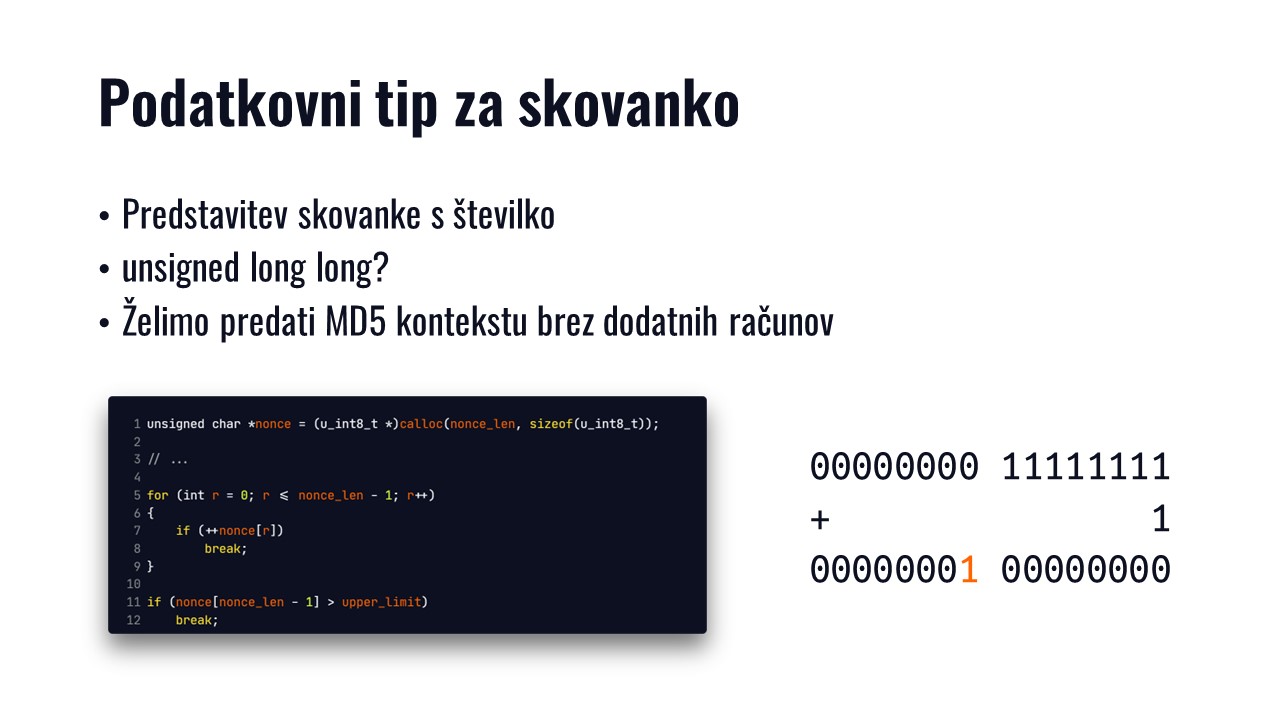 Podatkovni tip za skovanko
• Predstavitev skovanke s številko
• unsigned long long?
• Želimo predati MD5 kontekstu brez dodatnih računov
1 unsigned char *nonce = (u_int8_t *)calloc(nonce_len, sizeof(u_int8_t));
2
3 // ...
4
5 for (int r = 0; r <= nonce_len - 1; r++)
6 {
7     if (++nonce[r])
8         break;
9 }
10
11 if (nonce[nonce_len - 1] > upper_limit)
12     break;
00000000 11111111
+ 1
00000001 00000000